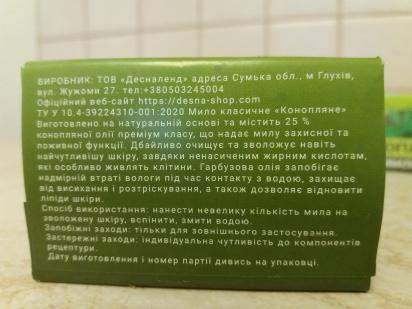 ВИРОБНИК: ТОВ «Десналенд» адреса Сумька обл., м Глухів,
вул. Жужоми 27. тел:+380503245004
Офіційний веб-сайт https://desna-shop.com
ТУ У 10.4-39224310-001:2020 Мило класичне «Конопляне»
Виготовлено на натуральній основі та містить 25 %
конопляної олії преміум класу, що надає милу захисної та
поживної функції. Дбайливо очищує та зволожує навіть
найчутливішу шкіру, завдяки ненасиченим жирним кислотам,
які особливо живлять клітини. Гарбузова олія запобігає
надмірній втраті вологи під час контакту з водою, захищає
від висихання і розтріскування, а також дозволяє відновити
ліпіди шкіри.
Спосіб використання: нанести невелику кількість мила на
зволожену шкіру, вспінити, змити водою.
Запобіжні заходи: тільки для зовнішнього застосування.
Застережні заходи: індивідуальна чутливість до компонентів
рецептури.
Дату виготовлення і номер партії дивись на упаковці.